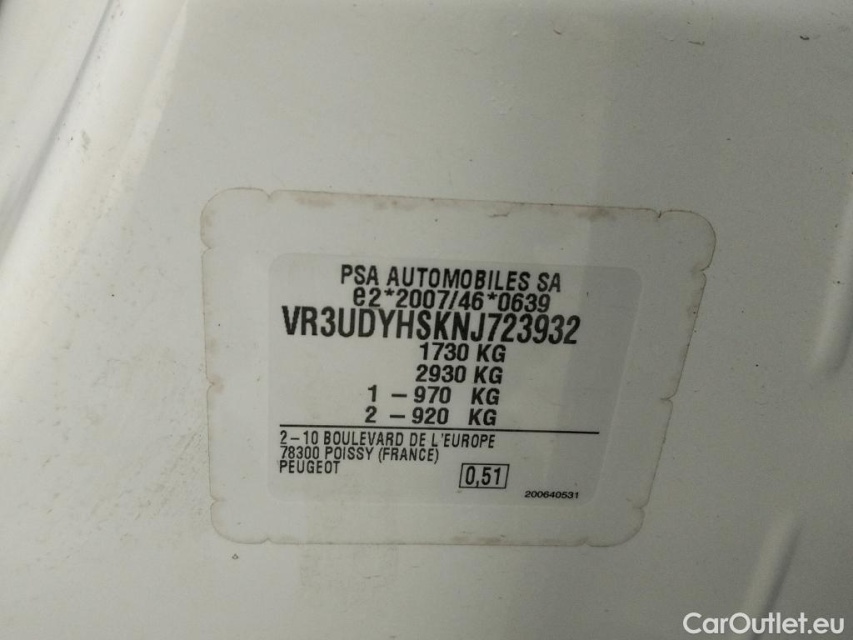 PSA AUTOMOBILES SA
e2*2007/46*0639
VR3UDYHSKNJ723932
1730 KG
2930 KG
1 – 970 KG
2 – 920 KG
2 – 10 BOULEVARD DE L'EUROPE
78300 POISSY (FRANCE)
PEUGEOT
0,51
200640531
CarOutlet.eu